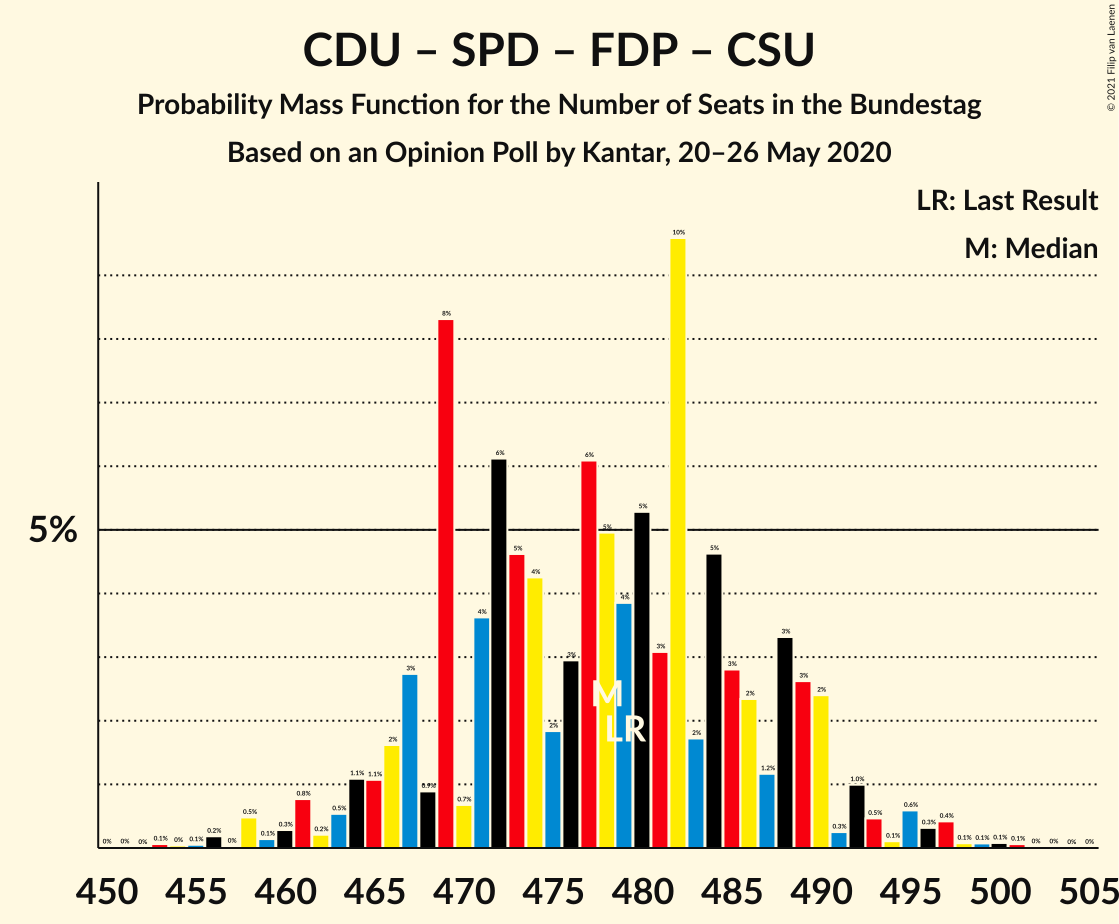 CDU – SPD – FDP – CSU
Probability Mass Function for the Number of Seats in the Bundestag
Based on an Opinion Poll by Kantar, 20–26 May 2020
© 2021 Filip van Laenen
LR: Last Result
M: Median
5%
0% 0% 0% 0.1% 0% 0.1% 0.2% 0% 0.5% 0.1% 0.3% 0.8% 0.2% 0.5% 1.1% 1.1% 2% 3% 0.9% 8% 0.7% 4% 6% 5% 4% 2% 3% 6% 5% 4% 5% 3% 10% 2% 5% 3% 2% 1.2% 3% 3% 2% 0.3% 1.0% 0.5% 0.1% 0.6% 0.3% 0.4% 0.1% 0.1% 0.1% 0.1% 0% 0% 0% 0%
M
LR
450 455 460 465 470 475 480 485 490 495 500 505